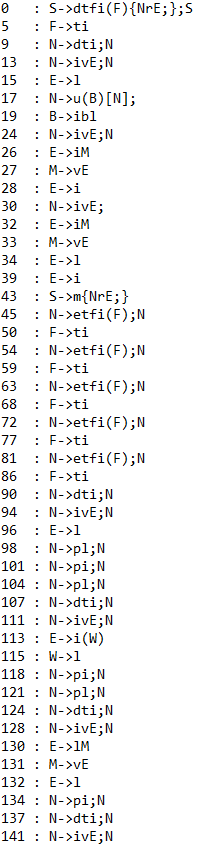 0   : S->dtfi(F){NrE;};S
5   : F->ti
9   : N->dti;N
13  : N->ivE;N
15  : E->l
17  : N->u(B)[N];
19  : B->ibl
24  : N->ivE;N
26  : E->iM
27  : M->vE
28  : E->i
30  : N->ivE;
32  : E->iM
33  : M->vE
34  : E->l
39  : E->i
43  : S->m{NrE;}
45  : N->etfi(F);N
50  : F->ti
54  : N->etfi(F);N
59  : F->ti
63  : N->etfi(F);N
68  : F->ti
72  : N->etfi(F);N
77  : F->ti
81  : N->etfi(F);N
86  : F->ti
90  : N->dti;N
94  : N->ivE;N
96  : E->l
98  : N->pl;N
101 : N->pi;N
104 : N->pl;N
107 : N->dti;N
111 : N->ivE;N
113 : E->i(W)
115 : W->l
118 : N->pi;N
121 : N->pl;N
124 : N->dti;N
128 : N->ivE;N
130 : E->lM
131 : M->vE
132 : E->l
134 : N->pi;N
137 : N->dti;N
141 : N->ivE;N